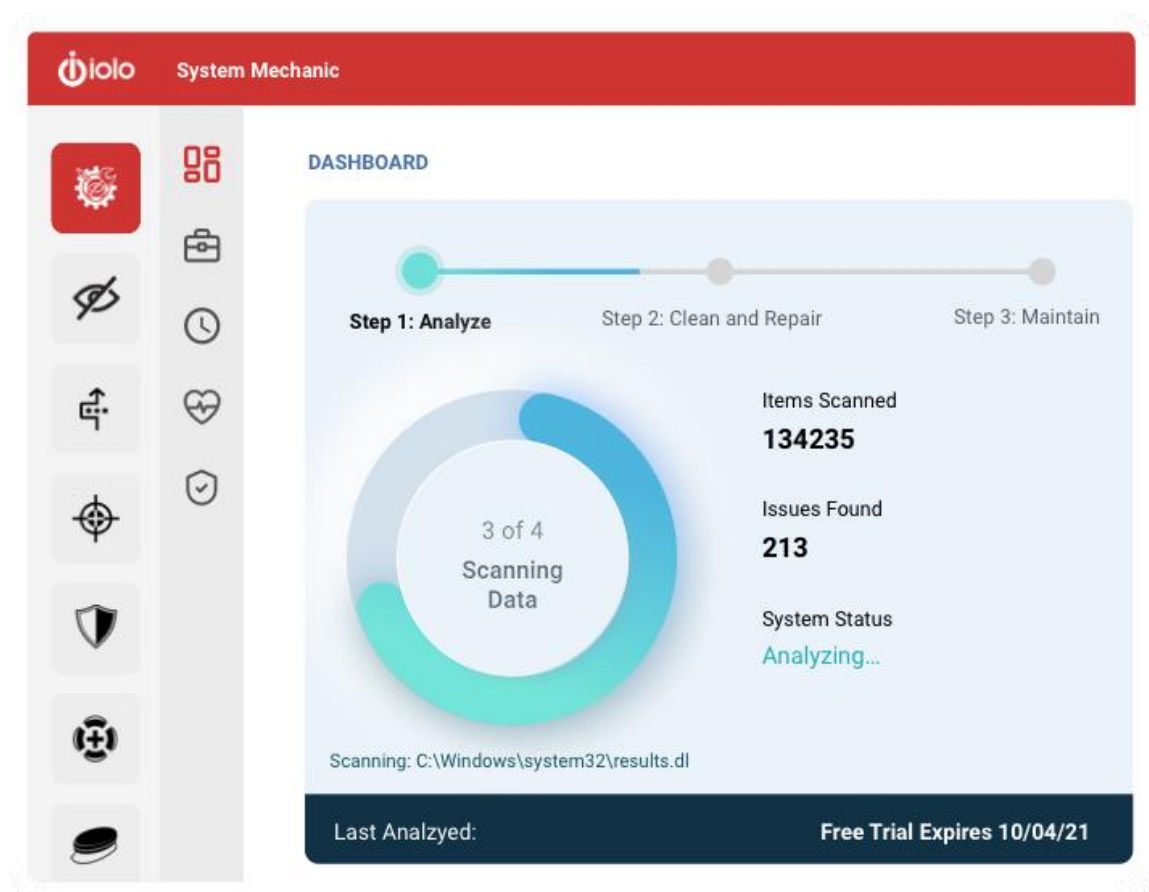 iolo
System Mechanic
DASHBOARD
Step 1: Analyze
Step 2: Clean and Repair
Step 3: Maintain
3 of 4
Scanning
Data
Items Scanned
134235
Issues Found
213
System Status
Analyzing...
Scanning: C:\Windows\system32\results.dl
Last Analzyed:
Free Trial Expires 10/04/21